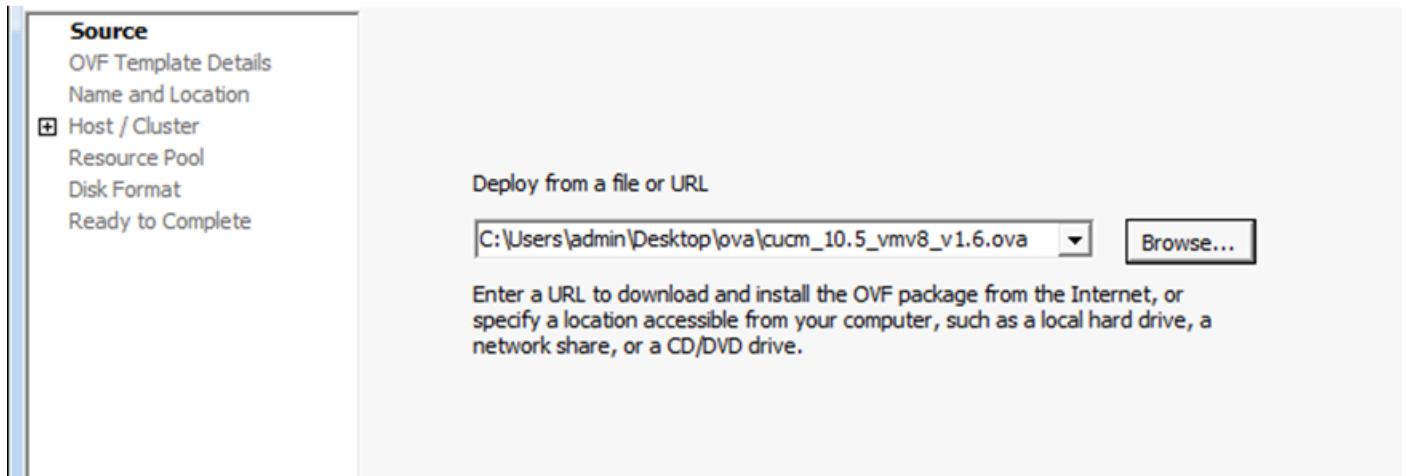 Source
OVF Template Details
Name and Location
Host / Cluster
Resource Pool
Disk Format
Ready to Complete
Deploy from a file or URL
C:\Users\admin\Desktop\ova\cucm_10.5_vmv8_v1.6.ova
Browse...
Enter a URL to download and install the OVF package from the Internet, or
specify a location accessible from your computer, such as a local hard drive, a
network share, or a CD/DVD drive.